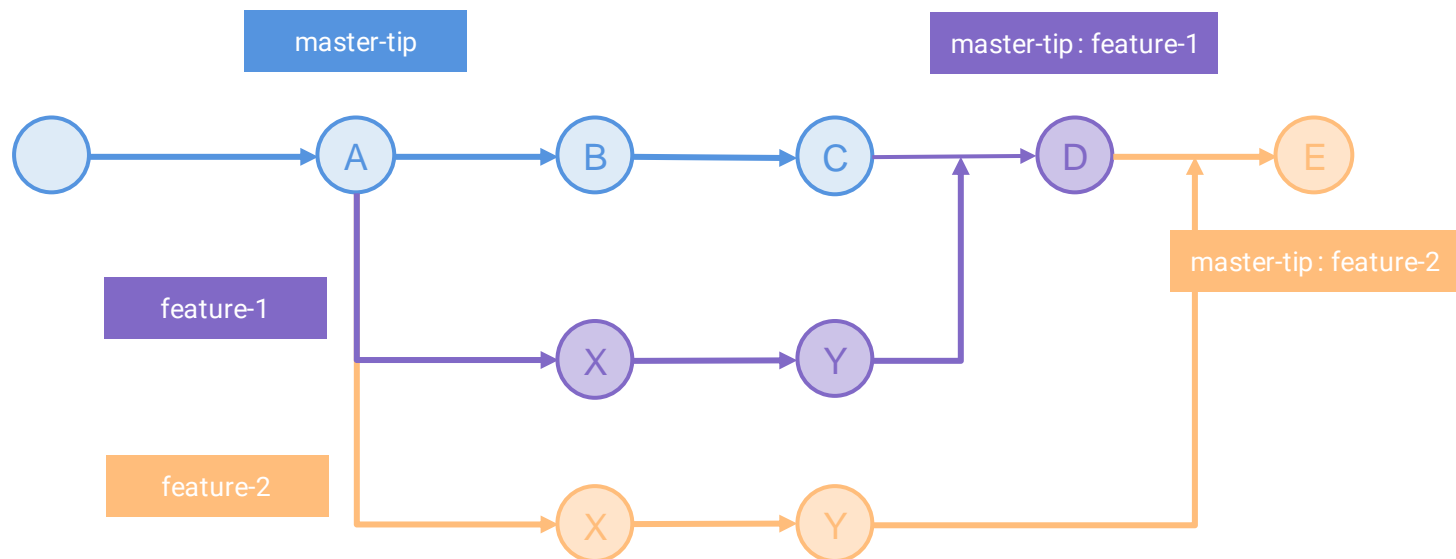 master-tip
master-tip: feature-1
A
B
C
D
E
master-tip: feature-2
feature-1
X
Y
feature-2
X
Y